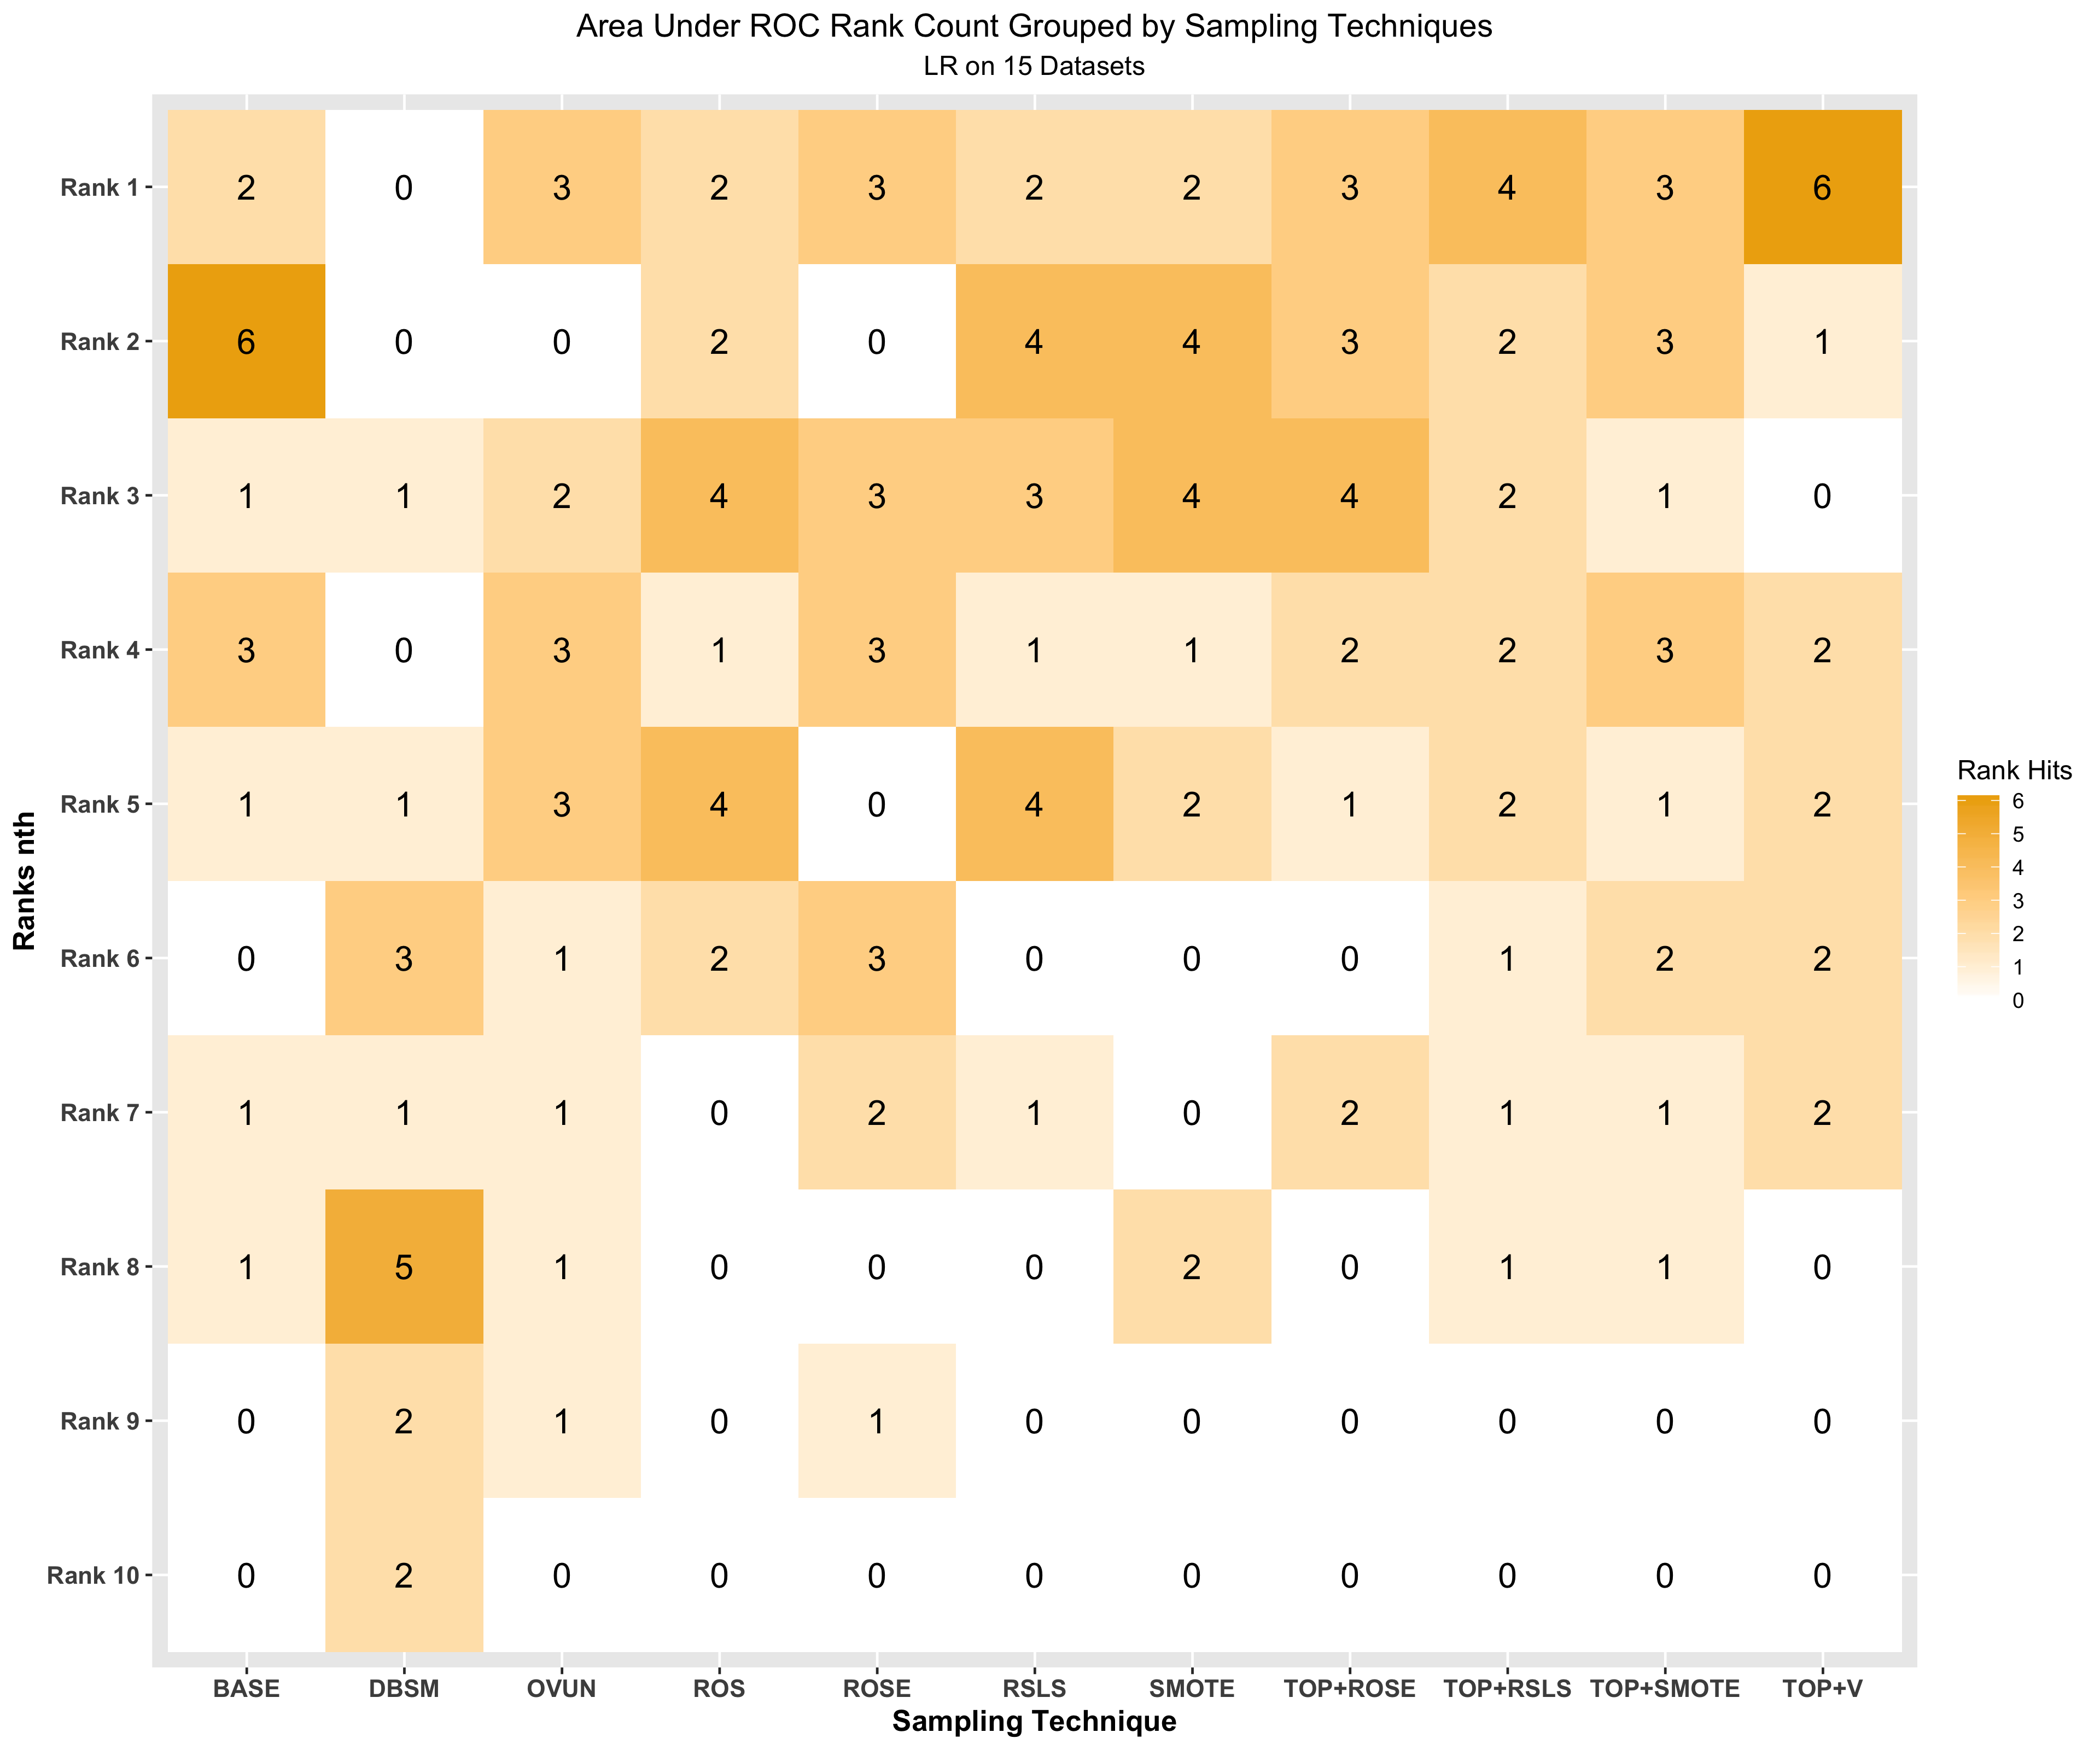 Area Under ROC Rank Count Grouped by Sampling Techniques
LR on 15 Datasets
Ranks nth
Rank 1 2 0 3 2 3 2 2 3 4 3 6
Rank 2 6 0 0 2 0 4 4 3 2 3 1
Rank 3 1 1 2 4 3 3 4 4 2 1 0
Rank 4 3 0 3 1 3 1 1 2 2 3 2
Rank 5 1 1 3 4 0 4 2 1 2 1 2
Rank 6 0 3 1 2 3 0 0 0 1 2 2
Rank 7 1 1 1 0 2 1 0 2 1 1 2
Rank 8 1 5 1 0 0 0 2 0 1 1 0
Rank 9 0 2 1 0 1 0 0 0 0 0 0
Rank 10 0 2 0 0 0 0 0 0 0 0 0
BASE DBSM OVUN ROS ROSE RSLS SMOTE TOP+ROSE TOP+RSLS TOP+SMOTE TOP+V
Sampling Technique
Rank Hits
6
5
4
3
2
1
0